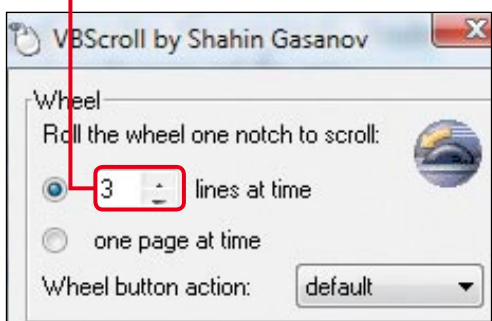 VBScroll by Shahin Gasanov
Wheel
Roll the wheel one notch to scroll:
3 lines at time
one page at time
Wheel button action: default